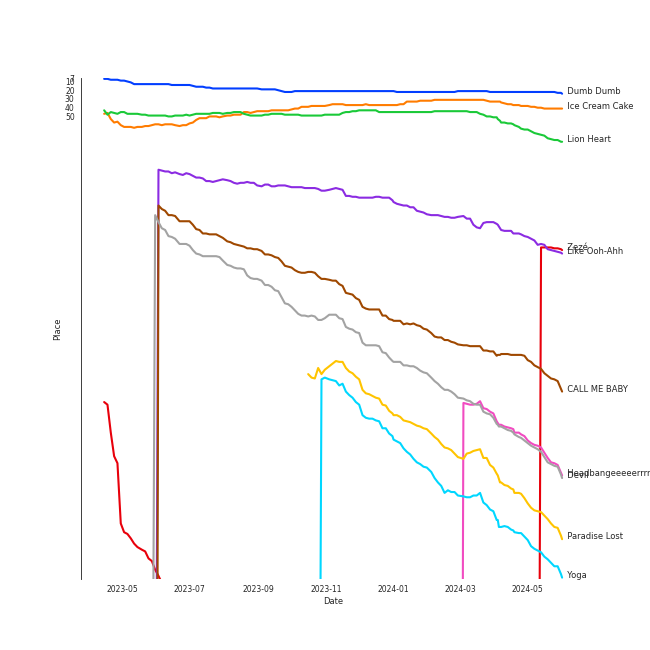 7
10
20
30
40
50
Dumb Dumb
Ice Cream Cake
Lion Heart
Zezé
Like Ooh-Ahh
CALL ME BABY
Headbangeeeeerrrr
Devil
Paradise Lost
Yoga
Place
2023-05 2023-07 2023-09 2023-11 2024-01 2024-03 2024-05
Date